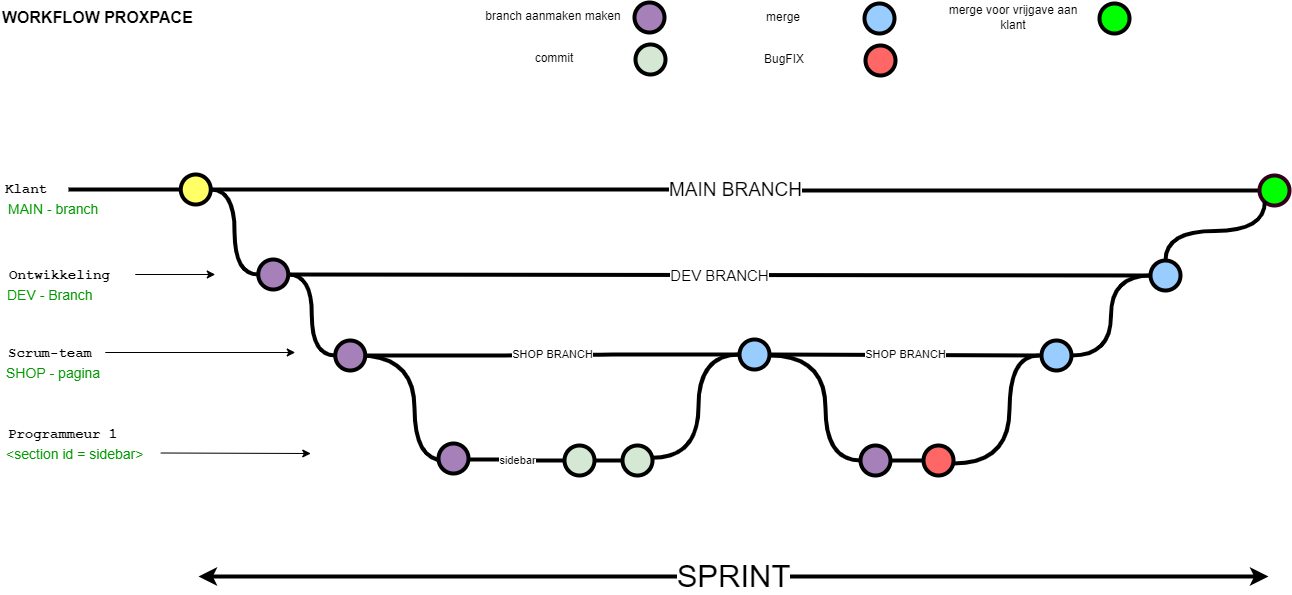 WORKFLOW PROXPACE
branch aanmaken maken
merge
merge voor vrijgave aan
klant
commit
BugFIX
Klant
MAIN - branch
MAIN BRANCH
Ontwikkeling
DEV - Branch
DEV BRANCH
Scrum-team
SHOP - pagina
SHOP BRANCH
SHOP BRANCH
Programmeur 1
<section id = sidebar>
sidebar
SPRINT